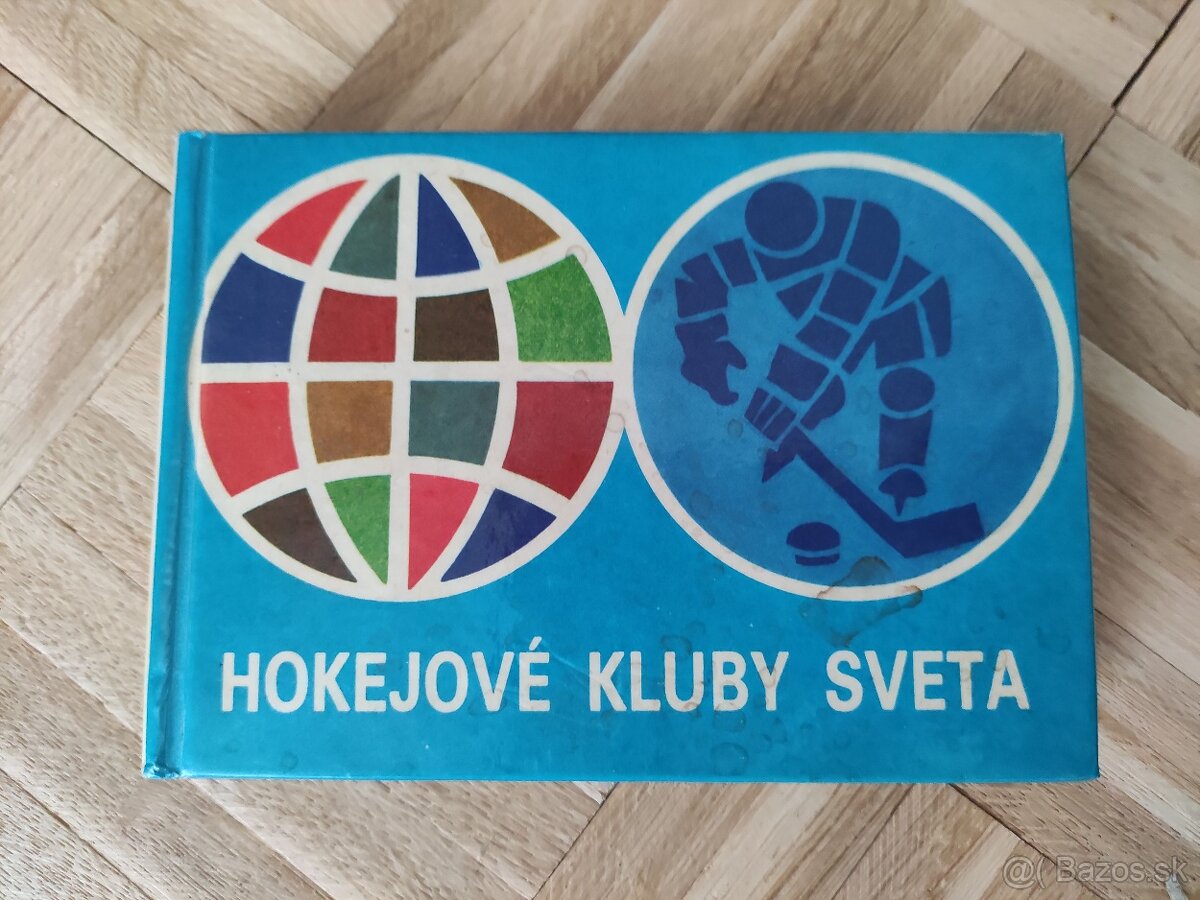 HOKEJOVÉ KLUBY SVETA
@( Bazos.sk